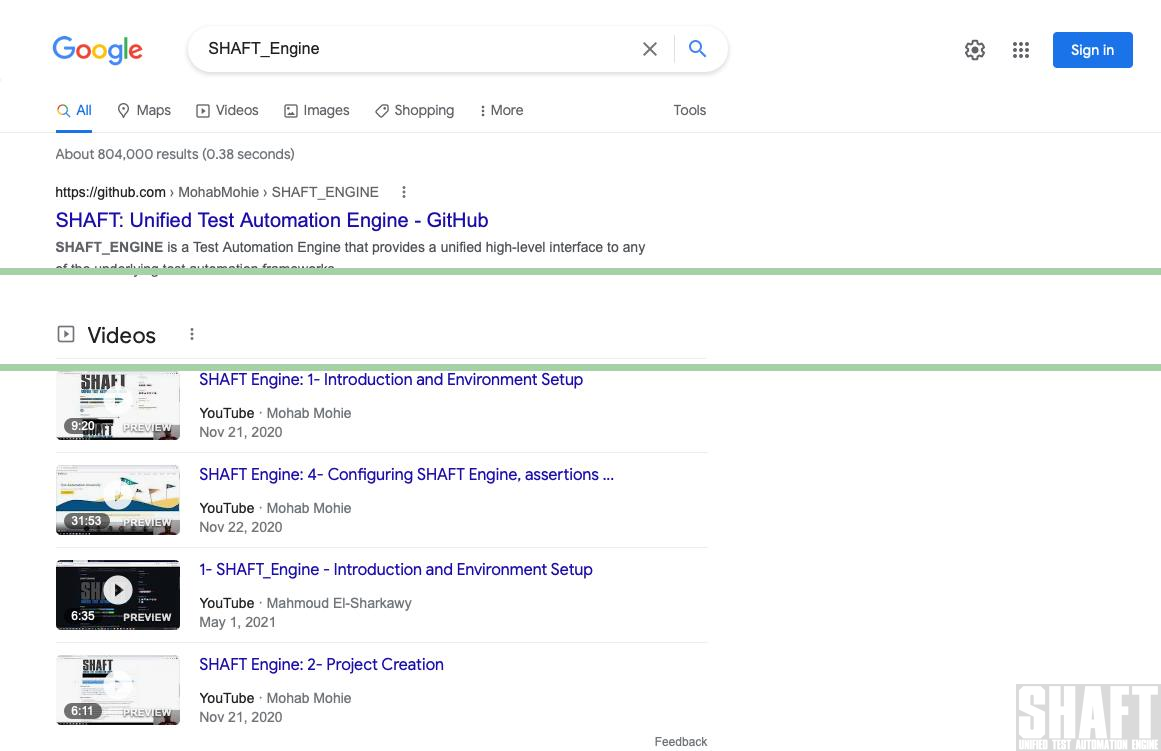 Google
SHAFT_Engine
Sign in
All
Maps
Videos
Images
Shopping
More
Tools
About 804,000 results (0.38 seconds)
https://github.com › MohabMohie › SHAFT_ENGINE
SHAFT: Unified Test Automation Engine - GitHub
SHAFT_ENGINE is a Test Automation Engine that provides a unified high-level interface to any
of the underlying test automation frameworks.
Videos
SHAFT
9:20
PREVIEW
SHAFT Engine: 1- Introduction and Environment Setup
YouTube · Mohab Mohie
Nov 21, 2020
31:53
PREVIEW
SHAFT Engine: 4- Configuring SHAFT Engine, assertions ...
YouTube · Mohab Mohie
Nov 22, 2020
6:35
PREVIEW
1- SHAFT_Engine - Introduction and Environment Setup
YouTube · Mahmoud El-Sharkawy
May 1, 2021
SHAFT
6:11
PREVIEW
SHAFT Engine: 2- Project Creation
YouTube · Mohab Mohie
Nov 21, 2020
Feedback
SHAFT
UNIFIED TEST AUTOMATION ENGINE